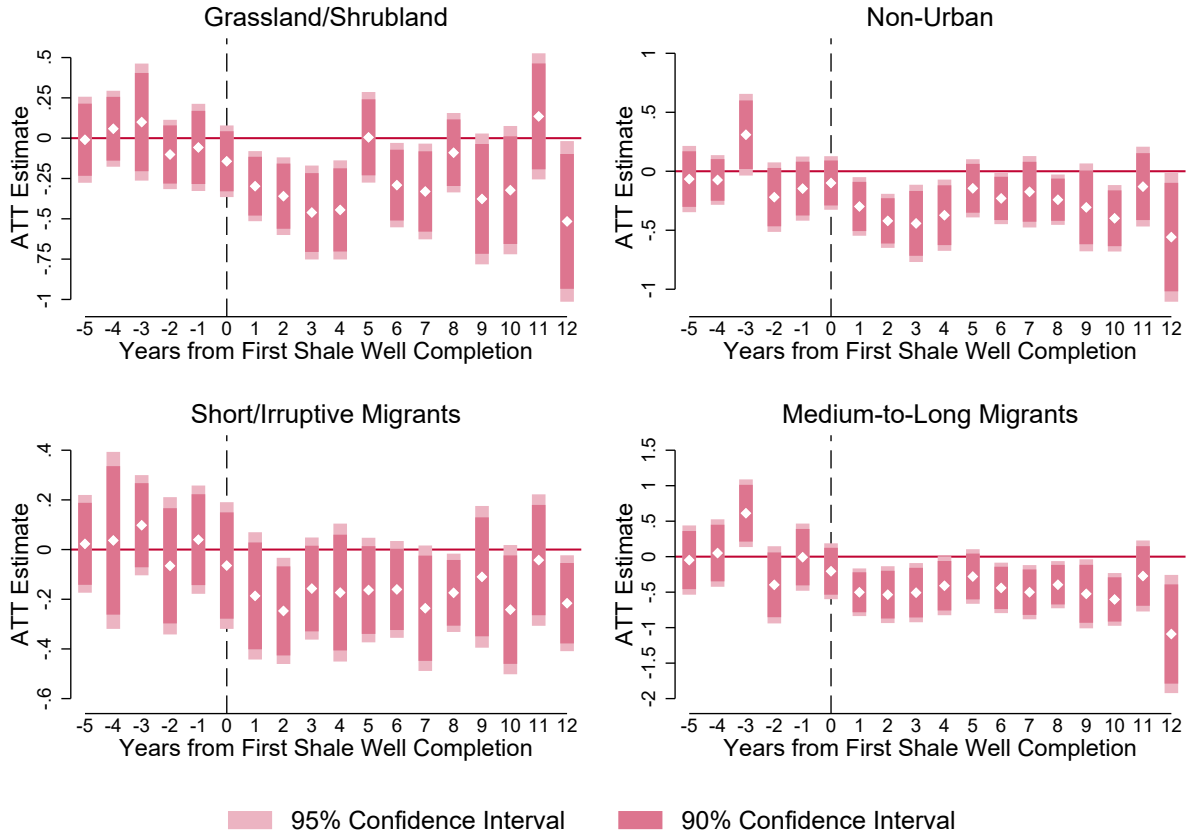 Grassland/Shrubland
ATT Estimate
.5
.25
0
-.25
-.5
-.75
-1
-5 -4 -3 -2 -1 0 1 2 3 4 5 6 7 8 9 10 11 12
Years from First Shale Well Completion
Non-Urban
ATT Estimate
1
.5
0
-.5
-1
-5 -4 -3 -2 -1 0 1 2 3 4 5 6 7 8 9 10 11 12
Years from First Shale Well Completion
Short/Irruptive Migrants
ATT Estimate
.4
.2
0
-.2
-.4
-.6
-5 -4 -3 -2 -1 0 1 2 3 4 5 6 7 8 9 10 11 12
Years from First Shale Well Completion
Medium-to-Long Migrants
ATT Estimate
1.5
1
.5
0
-.5
-1
-1.5
-2
-5 -4 -3 -2 -1 0 1 2 3 4 5 6 7 8 9 10 11 12
Years from First Shale Well Completion
95% Confidence Interval
90% Confidence Interval